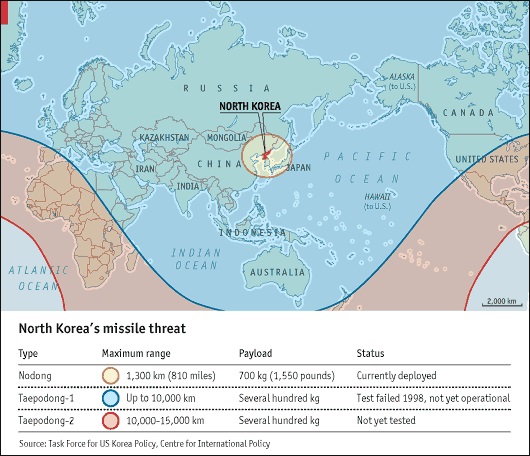 RUSSIA
ALASKA
(to U.S.)
CANADA
NORTH KOREA
KAZAKHSTAN
MONGOLIA
CHINA
JAPAN
PACIFIC
OCEAN
UNITED STATES
IRAN
INDIA
HAWAII
(to U.S.)
INDONESIA
INDIAN
OCEAN
AUSTRALIA
ATLANTIC
OCEAN
2,000 km
North Korea's missile threat
Type Maximum range Payload Status
Nodong 1,300 km (810 miles) 700 kg (1,550 pounds) Currently deployed
Taepodong-1 Up to 10,000 km Several hundred kg Test failed 1998, not yet operational
Taepodong-2 10,000-15,000 km Several hundred kg Not yet tested
Source: Task Force for US Korea Policy, Centre for International Policy